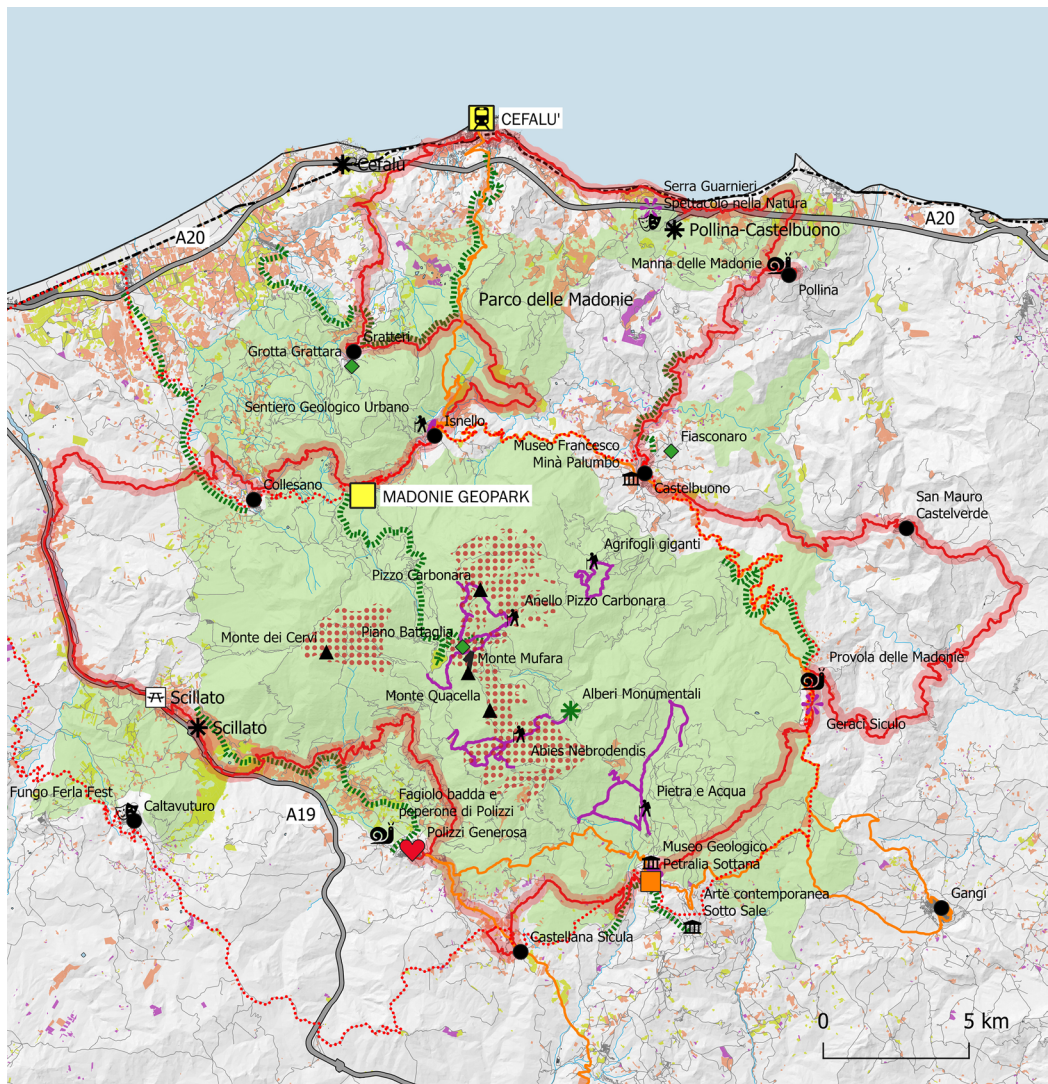 CEFALU'
Cefalù
Serra Guarnieri
Spettacolo nella Natura
A20
A20
Pollina-Castelbuono
Manna delle Madonie
Pollina
Parco delle Madonie
Gratteri
Grotta Grattara
Sentiero Geologico Urbano
Isnello
Museo Francesco
Minà Palumbo
Fiasconaro
Castelbuono
Collesano
MADONIE GEOPARK
San Mauro
Castelverde
Agrifogli giganti
Pizzo Carbonara
Anello Pizzo Carbonara
Piano Battaglia
Monte dei Cervi
Monte Mufara
Provola delle Madonie
Monte Quacella
Alberi Monumentali
Scillato
Scillato
Geraci Siculo
Abies Nebrodendis
Fungo Ferla Fest
Caltavuturo
A19
Fagiolo badda e
peperone di Polizzi
Polizzi Generosa
Pietra e Acqua
Museo Geologico
Petralia Sottana
Arte contemporanea
Sotto Sale
Gangi
Castellana Sicula
0
5 km